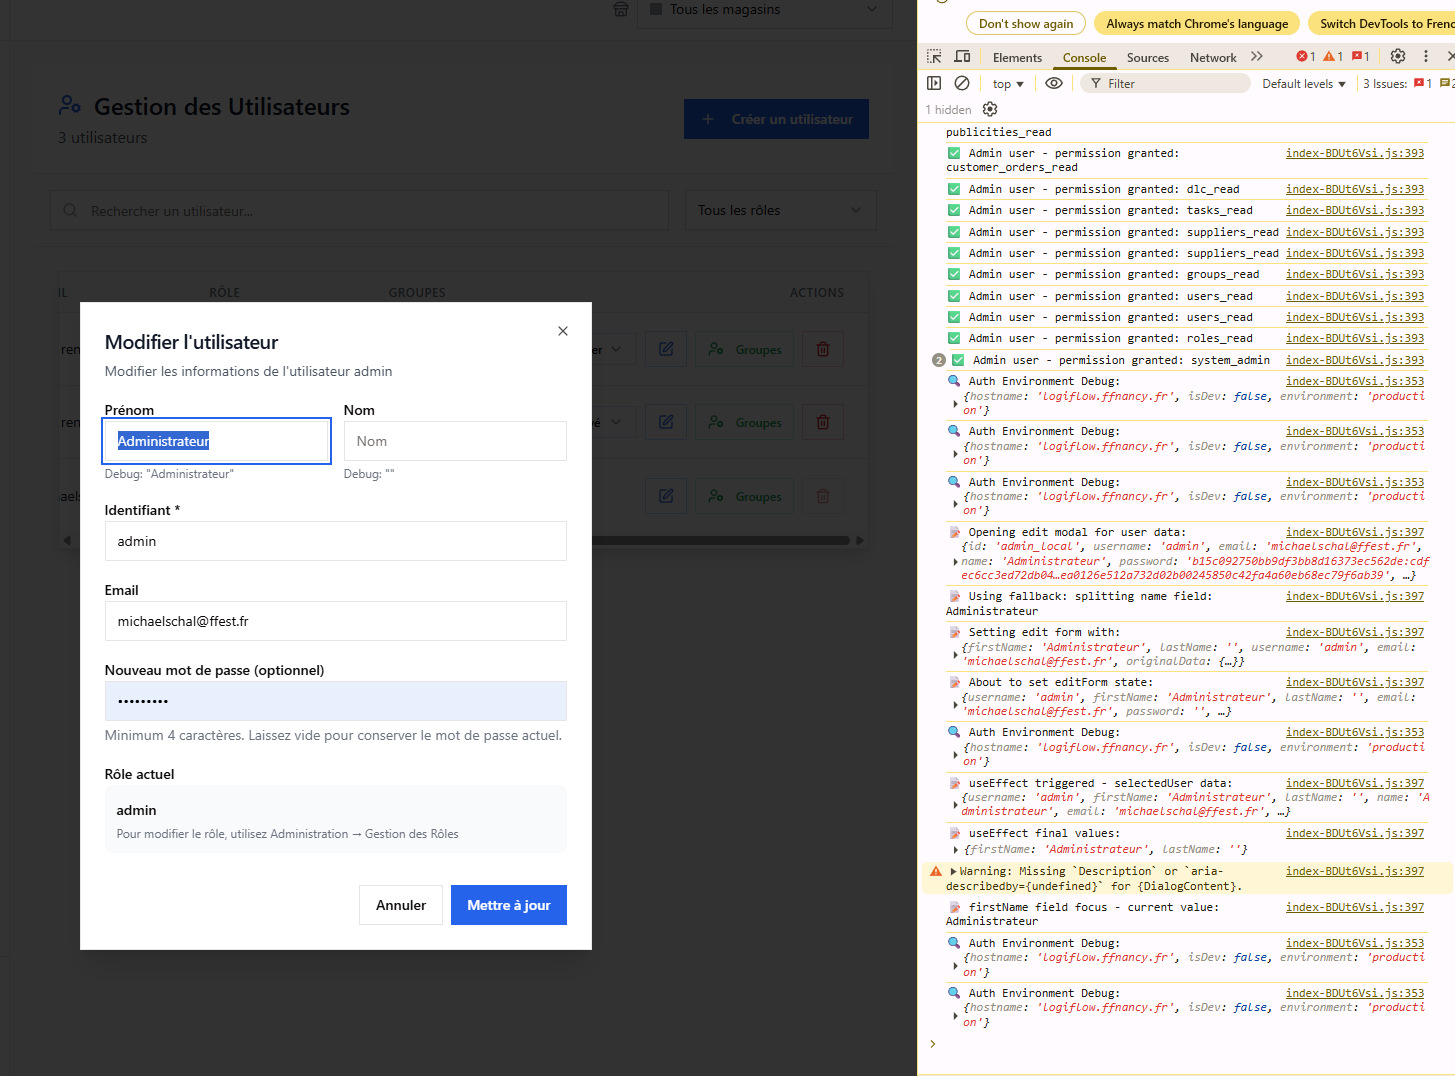 Tous les magasins
Gestion des Utilisateurs
3 utilisateurs
+ Créer un utilisateur
Rechercher un utilisateur...
Tous les rôles
IL RÔLE GROUPES ACTIONS
Groupes
Groupes
Groupes
Modifier l'utilisateur
Modifier les informations de l'utilisateur admin
Prénom Nom
Administrateur Nom
Debug: "Administrateur" Debug: ""
Identifiant *
admin
Email
michaelschal@ffest.fr
Nouveau mot de passe (optionnel)
•••••••••
Minimum 4 caractères. Laissez vide pour conserver le mot de passe actuel.
Rôle actuel
admin
Pour modifier le rôle, utilisez Administration → Gestion des Rôles
Annuler Mettre à jour
Don't show again Always match Chrome's language Switch DevTools to Frenc
Elements Console Sources Network 1 1 1
top Filter Default levels 3 Issues: 1 2
1 hidden
publicities_read
✅ Admin user - permission granted: index-BDUt6Vsi.js:393
customer_orders_read
✅ Admin user - permission granted: dlc_read index-BDUt6Vsi.js:393
✅ Admin user - permission granted: tasks_read index-BDUt6Vsi.js:393
✅ Admin user - permission granted: suppliers_read index-BDUt6Vsi.js:393
✅ Admin user - permission granted: suppliers_read index-BDUt6Vsi.js:393
✅ Admin user - permission granted: groups_read index-BDUt6Vsi.js:393
✅ Admin user - permission granted: users_read index-BDUt6Vsi.js:393
✅ Admin user - permission granted: users_read index-BDUt6Vsi.js:393
✅ Admin user - permission granted: roles_read index-BDUt6Vsi.js:393
2 ✅ Admin user - permission granted: system_admin index-BDUt6Vsi.js:393
🔍 Auth Environment Debug: index-BDUt6Vsi.js:353
{hostname: 'logiflow.ffnancy.fr', isDev: false, environment: 'producti
on'}
🔍 Auth Environment Debug: index-BDUt6Vsi.js:353
{hostname: 'logiflow.ffnancy.fr', isDev: false, environment: 'producti
on'}
🔍 Auth Environment Debug: index-BDUt6Vsi.js:353
{hostname: 'logiflow.ffnancy.fr', isDev: false, environment: 'producti
on'}
📝 Opening edit modal for user data: index-BDUt6Vsi.js:397
{id: 'admin_local', username: 'admin', email: 'michaelschal@ffest.fr',
name: 'Administrateur', password: 'b15c092750bb9df3bb8d16373ec562de:cdf
ec6cc3ed72db04…ea0126e512a732d02b00245850c42fa4a60eb68ec79f6ab39', …}
📝 Using fallback: splitting name field: index-BDUt6Vsi.js:397
Administrateur
📝 Setting edit form with: index-BDUt6Vsi.js:397
{firstName: 'Administrateur', lastName: '', username: 'admin', email:
'michaelschal@ffest.fr', originalData: {…}}
📝 About to set editForm state: index-BDUt6Vsi.js:397
{username: 'admin', firstName: 'Administrateur', lastName: '', email:
'michaelschal@ffest.fr', password: '', …}
🔍 Auth Environment Debug: index-BDUt6Vsi.js:353
{hostname: 'logiflow.ffnancy.fr', isDev: false, environment: 'producti
on'}
📝 useEffect triggered - selectedUser data: index-BDUt6Vsi.js:397
{username: 'admin', firstName: 'Administrateur', lastName: '', name: 'A
dministrateur', email: 'michaelschal@ffest.fr', …}
📝 useEffect final values: index-BDUt6Vsi.js:397
{firstName: 'Administrateur', lastName: ''}
Warning: Missing `Description` or `aria- index-BDUt6Vsi.js:397
describedby={undefined}` for {DialogContent}.
📝 firstName field focus - current value: index-BDUt6Vsi.js:397
Administrateur
🔍 Auth Environment Debug: index-BDUt6Vsi.js:353
{hostname: 'logiflow.ffnancy.fr', isDev: false, environment: 'producti
on'}
🔍 Auth Environment Debug: index-BDUt6Vsi.js:353
{hostname: 'logiflow.ffnancy.fr', isDev: false, environment: 'producti
on'}